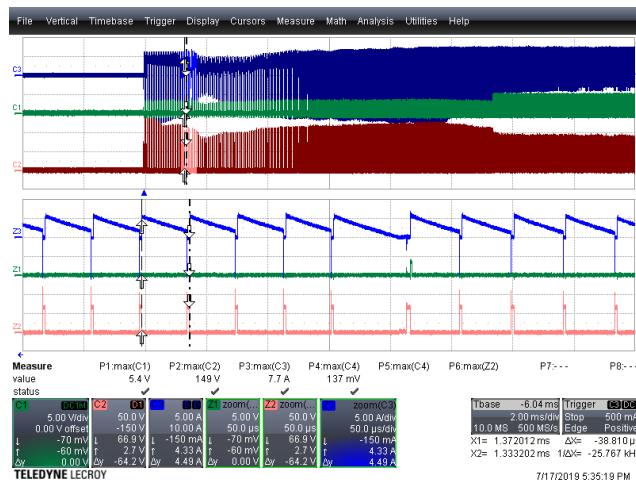 File Vertical Timebase Trigger Display Cursors Measure Math Analysis Utilities Help
C3
C1
C2
Z3
Z1
Z2
Measure P1:max(C1) P2:max(C2) P3:max(C3) P4:max(C4) P5:max(C4) P6:max(Z2) P7:--- P8:---
value 5.4 V 149 V 7.7 A 137 mV
status
C1 DC1M C2 D1 Z1 zoom(... Z2 zoom(... zoom(C3) Tbase -6.04 ms Trigger C3 DC
5.00 V/div 50.0 V 5.00 A 5.00 V 50.0 V 5.00 A/div 2.00 ms/div Stop 500 mA
0.00 V offset -150 V 10.00 A 50.0 µs 50.0 µs 50.0 µs/div 10.0 MS 500 MS/s Edge Positive
-70 mV 66.9 V -150 mA -70 mV 66.9 V -150 mA X1= 1.372012 ms ΔX= -38.810 µ
-60 mV 2.7 V 4.33 A -60 mV 2.7 V 4.33 A X2= 1.333202 ms 1/ΔX= -25.767 kH
Δy 0.00 V Δy -64.2 V Δy 4.49 A Δy 0.00 V Δy -64.2 V Δy 4.49 A
TELEDYNE LECROY 7/17/2019 5:35:19 PM